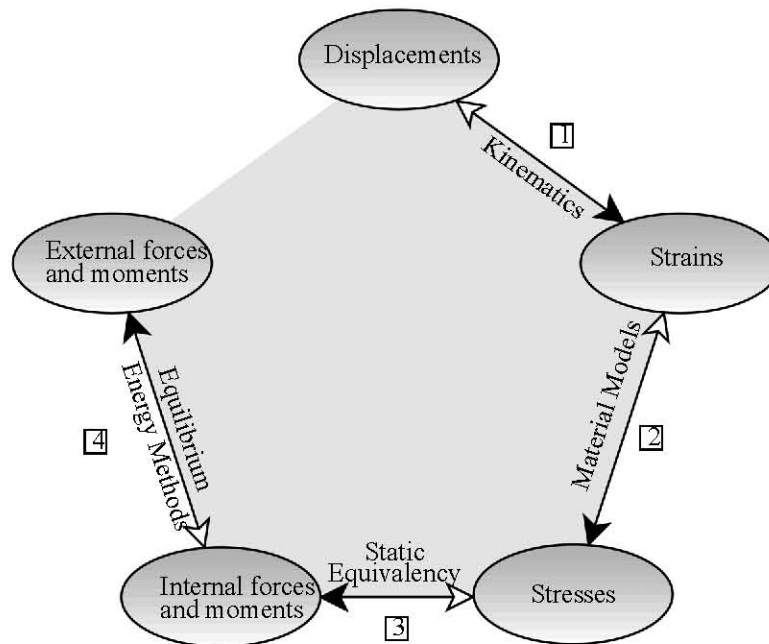 Displacements
1
Kinematics
External forces
and moments
Strains
Equilibrium
Energy Methods
4
Material Models
2
Static
Equivalency
Internal forces
and moments
Stresses
3